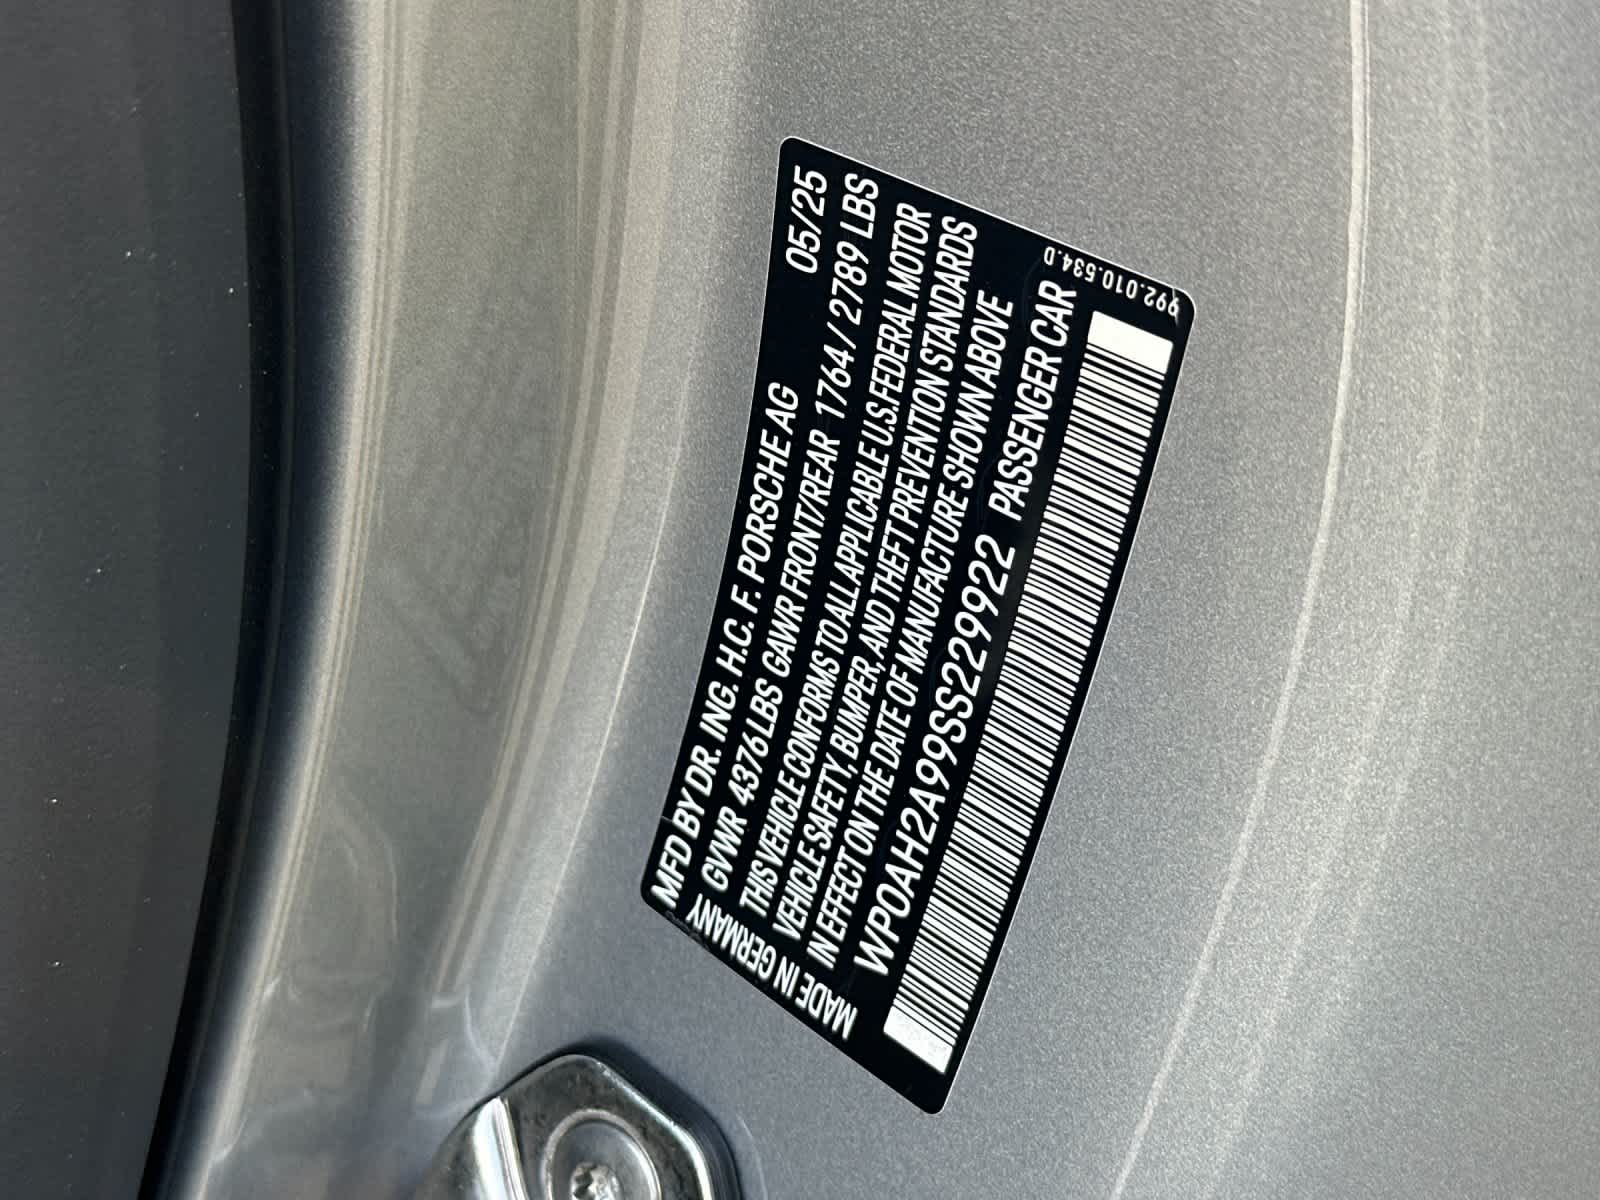 MFD BY DR. ING. H.C. F. PORSCHE AG 05/25
GVWR 4376 LBS GAWR FRONT/REAR 1764 / 2789 LBS
THIS VEHICLE CONFORMS TO ALL APPLICABLE U.S. FEDERAL MOTOR
VEHICLE SAFETY, BUMPER, AND THEFT PREVENTION STANDARDS
IN EFFECT ON THE DATE OF MANUFACTURE SHOWN ABOVE
WP0AH2A99SS229922 PASSENGER CAR
MADE IN GERMANY
992.010.534.D